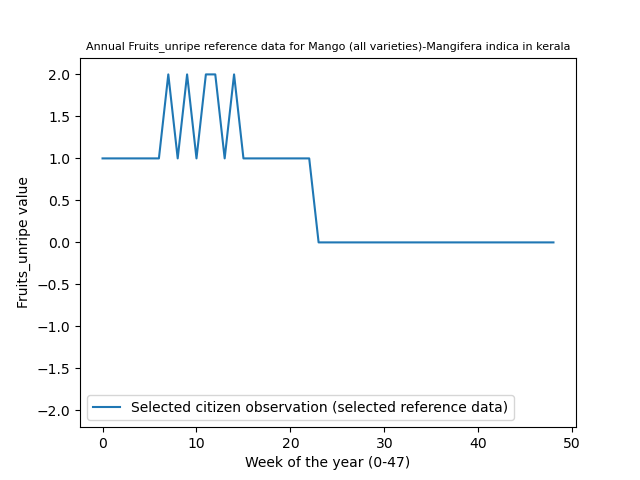 Annual Fruits_unripe reference data for Mango (all varieties)-Mangifera indica in kerala
2.0
1.5
1.0
0.5
0.0
−0.5
−1.0
−1.5
−2.0
Fruits_unripe value
Selected citizen observation (selected reference data)
0 10 20 30 40 50
Week of the year (0-47)